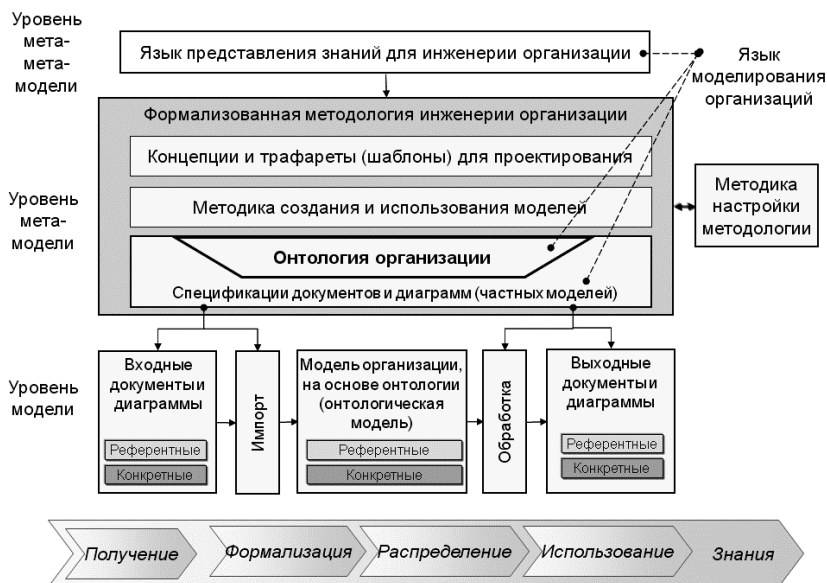 Уровень
мета-
мета-
модели
Язык представления знаний для инженерии организации
Язык
моделирования
организаций
Формализованная методология инженерии организации
Концепции и трафареты (шаблоны) для проектирования
Уровень
мета-
модели
Методика создания и использования моделей
Методика
настройки
методологии
Онтология организации
Спецификации документов и диаграмм (частных моделей)
Уровень
модели
Входные
документы и
диаграммы
Референтные
Конкретные
Импорт
Модель организации,
на основе онтологии
(онтологическая
модель)
Референтные
Конкретные
Обработка
Выходные
документы и
диаграммы
Референтные
Конкретные
Получение
Формализация
Распределение
Использование
Знания